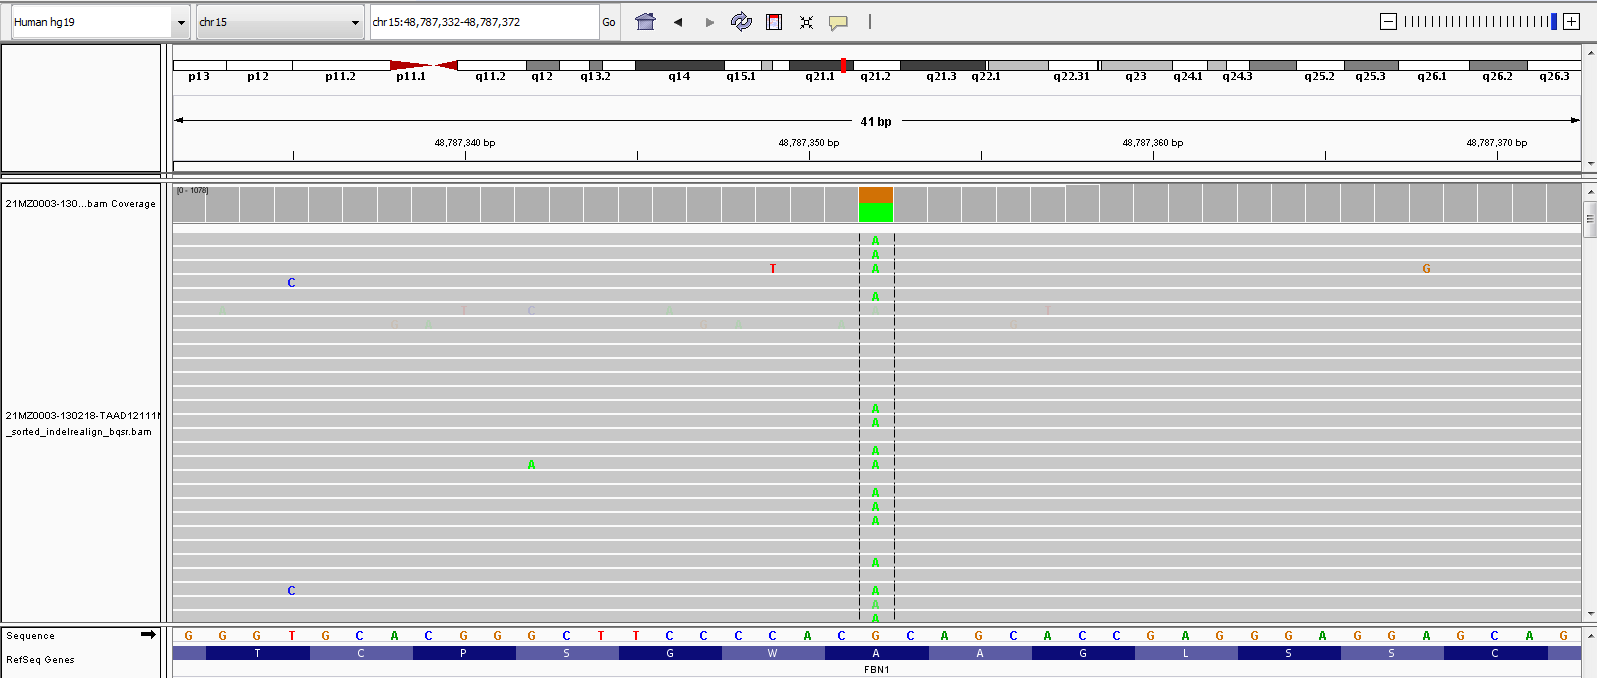 Human hg19 chr15 chr15:48,787,332-48,787,372 Go
p13 p12 p11.2 p11.1 q11.2 q12 q13.2 q14 q15.1 q21.1 q21.2 q21.3 q22.1 q22.31 q23 q24.1 q24.3 q25.2 q25.3 q26.1 q26.2 q26.3
41 bp
48,787,340 bp 48,787,350 bp 48,787,360 bp 48,787,370 bp
[0 - 1078]
21MZ0003-130...bam Coverage
A
A
T A G
C
A
A T C A A T
G A G A A G
A
21MZ0003-130218-TAAD12111
A
_sorted_indelrealign_bqsr.bam
A
A A
A
A
A
A
C A
A
A
Sequence G G G T G C A C G G G C T T C C C C A C G C A G C A C C G A G G G A G G A G C A G
RefSeq Genes T C P S G W A A G L S S C
FBN1